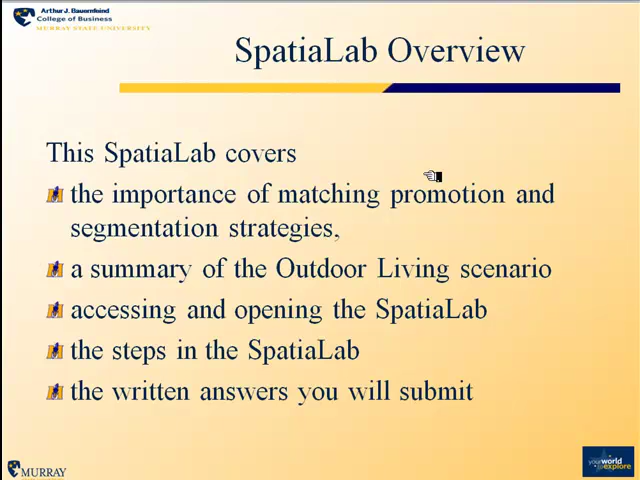 Arthur J. Bauernfeind
College of Business
MURRAY STATE UNIVERSITY
SpatiaLab Overview
This SpatiaLab covers
the importance of matching promotion and
segmentation strategies,
a summary of the Outdoor Living scenario
accessing and opening the SpatiaLab
the steps in the SpatiaLab
the written answers you will submit
MURRAY
your world
to explore